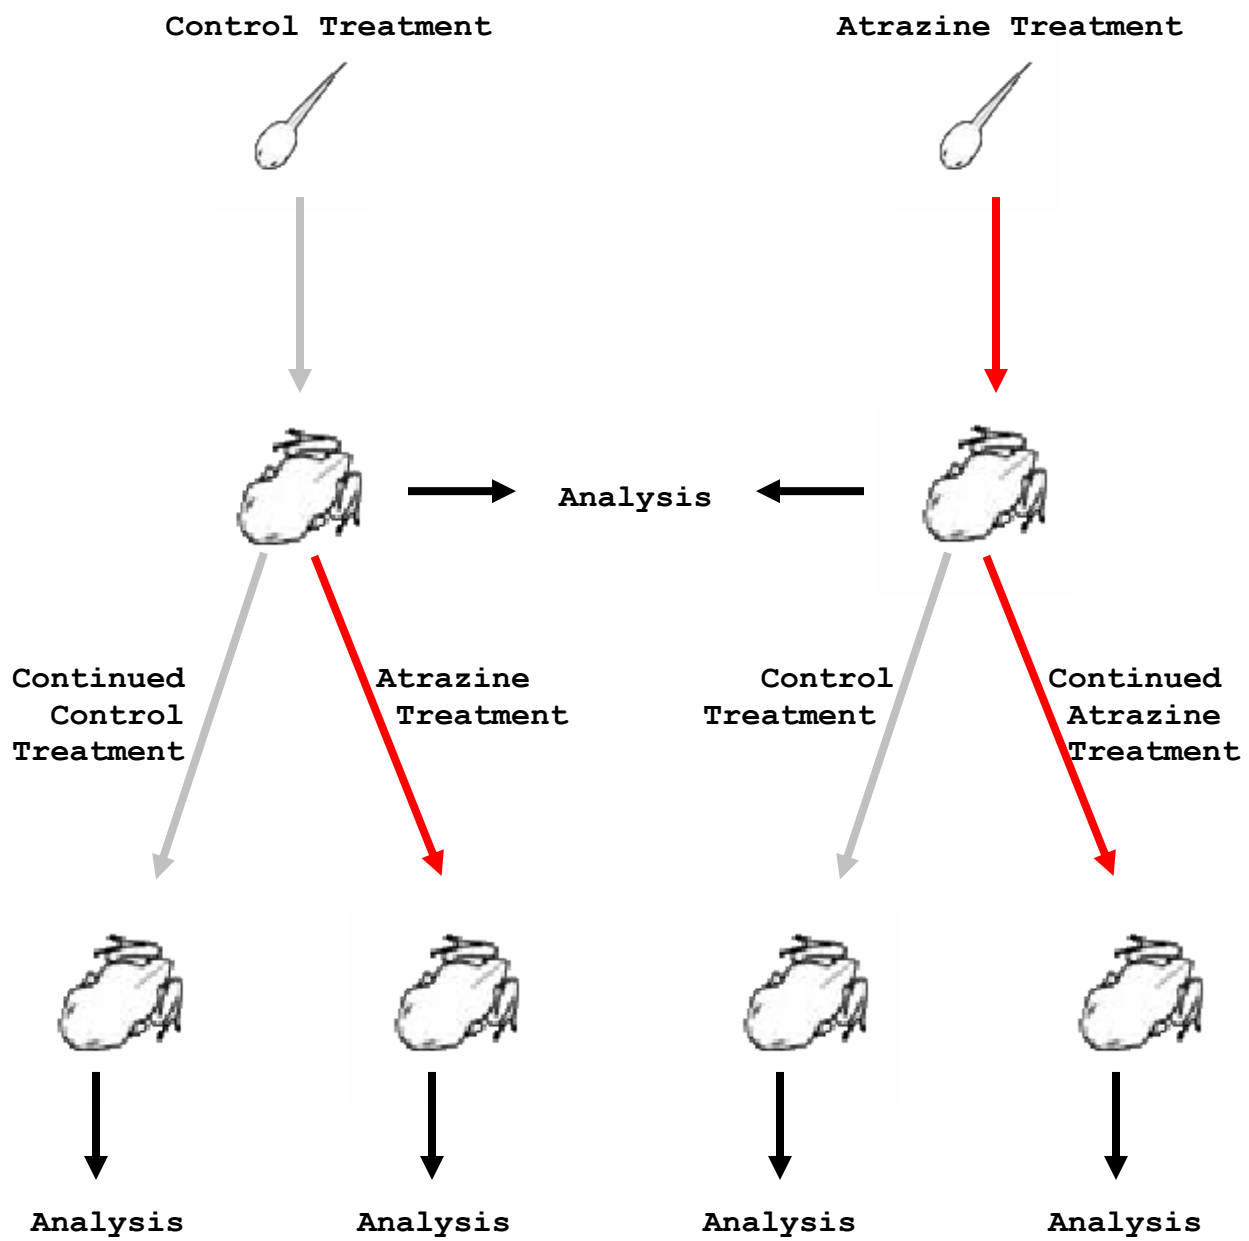 Control Treatment
Atrazine Treatment
Analysis
Continued
Control
Treatment
Atrazine
Treatment
Control
Treatment
Continued
Atrazine
Treatment
Analysis
Analysis
Analysis
Analysis